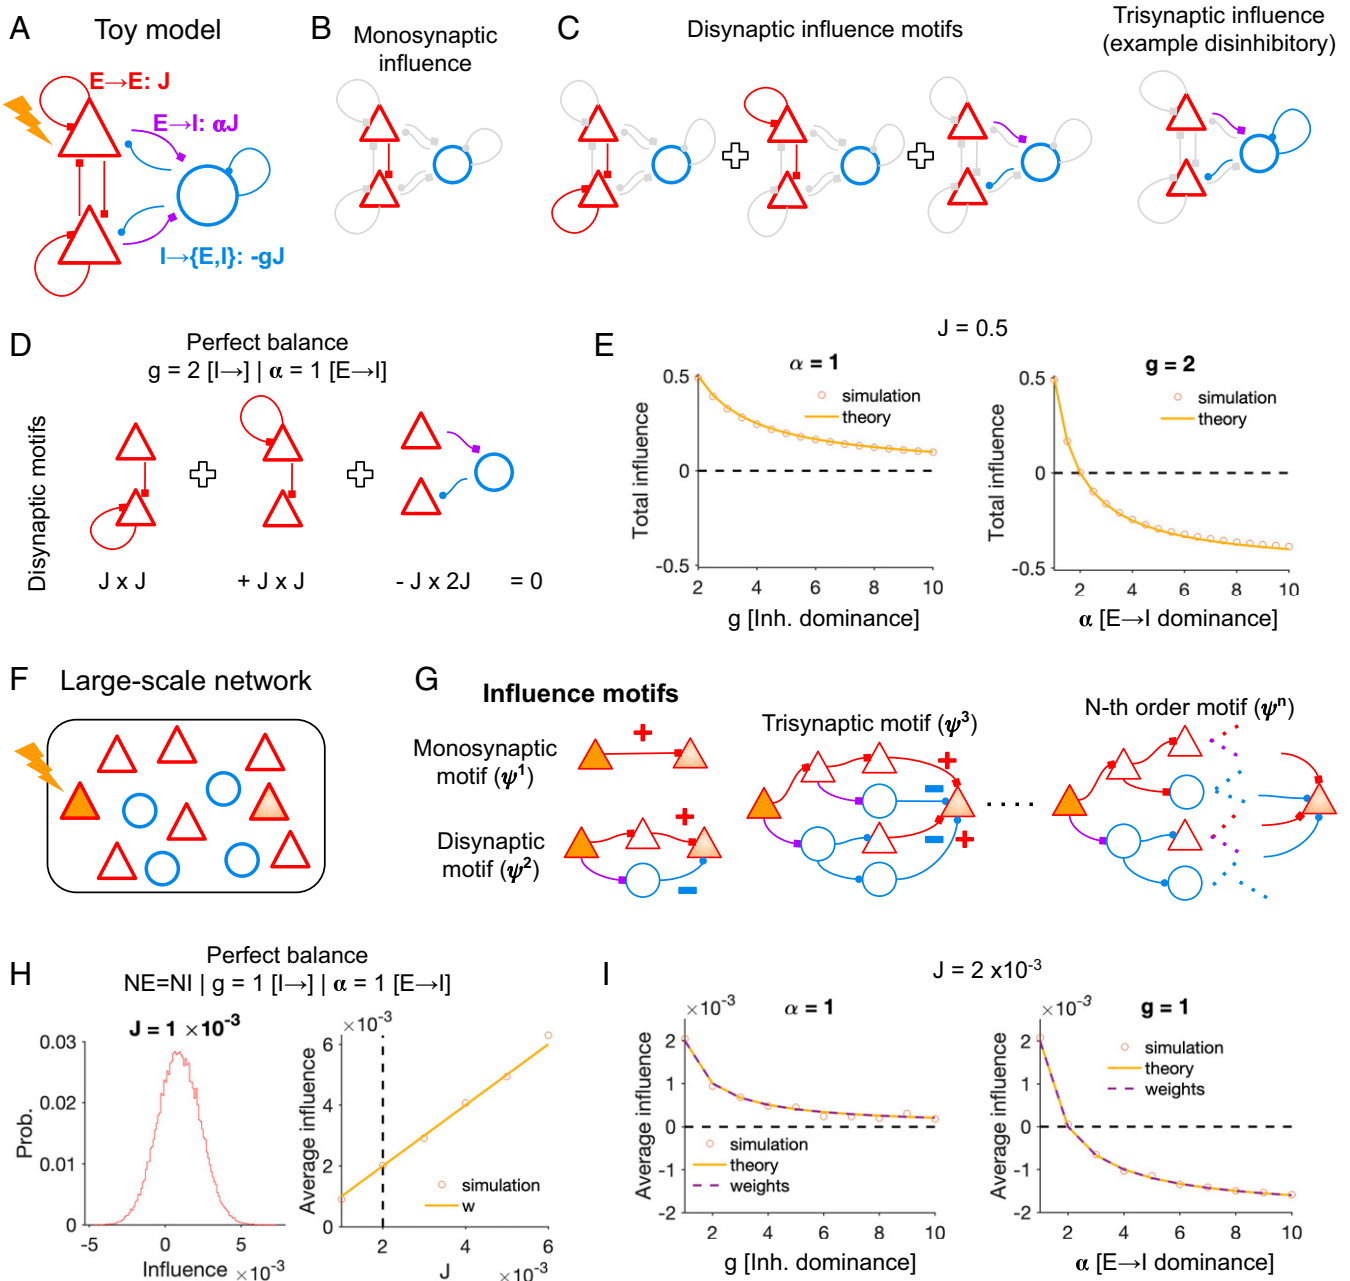 A
Toy model
E→E: J
E→I: αJ
I→{E,I}: -gJ
B
Monosynaptic
influence
C
Disynaptic influence motifs
Trisynaptic influence
(example disinhibitory)
D
Perfect balance
g = 2 [I→] | α = 1 [E→I]
Disynaptic motifs
J x J
+ J x J
- J x 2J
= 0
E
J = 0.5
α = 1
simulation
theory
Total influence
0.5
0
-0.5
2
4
6
8
10
g [Inh. dominance]
g = 2
simulation
theory
Total influence
0.5
0
-0.5
2
4
6
8
10
α [E→I dominance]
F
Large-scale network
G
Influence motifs
Monosynaptic
motif (ψ¹)
+
Disynaptic
motif (ψ²)
+
-
Trisynaptic motif (ψ³)
+
-
-
+
N-th order motif (ψⁿ)
H
Perfect balance
NE=NI | g = 1 [I→] | α = 1 [E→I]
J = 1 ×10⁻³
Prob.
0.03
0.02
0.01
0
-5
0
5
Influence
×10⁻³
×10⁻³
Average influence
6
4
2
0
simulation
w
2
4
6
J
×10⁻³
I
J = 2 x10⁻³
×10⁻³
α = 1
Average influence
2
1
0
-1
-2
simulation
theory
weights
2
4
6
8
10
g [Inh. dominance]
×10⁻³
g = 1
Average influence
2
1
0
-1
-2
simulation
theory
weights
2
4
6
8
10
α [E→I dominance]